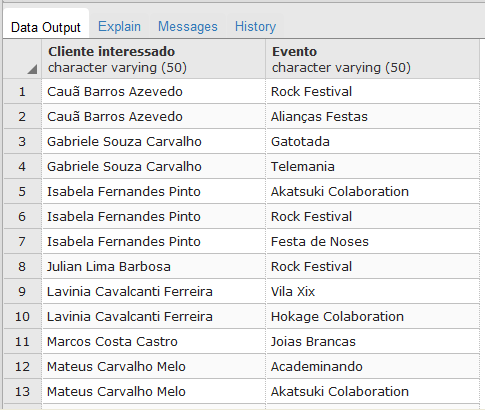 Data Output Explain Messages History
Cliente interessado Evento
character varying (50) character varying (50)
1 Cauã Barros Azevedo Rock Festival
2 Cauã Barros Azevedo Alianças Festas
3 Gabriele Souza Carvalho Gatotada
4 Gabriele Souza Carvalho Telemania
5 Isabela Fernandes Pinto Akatsuki Colaboration
6 Isabela Fernandes Pinto Rock Festival
7 Isabela Fernandes Pinto Festa de Noses
8 Julian Lima Barbosa Rock Festival
9 Lavinia Cavalcanti Ferreira Vila Xix
10 Lavinia Cavalcanti Ferreira Hokage Colaboration
11 Marcos Costa Castro Joias Brancas
12 Mateus Carvalho Melo Academinando
13 Mateus Carvalho Melo Akatsuki Colaboration